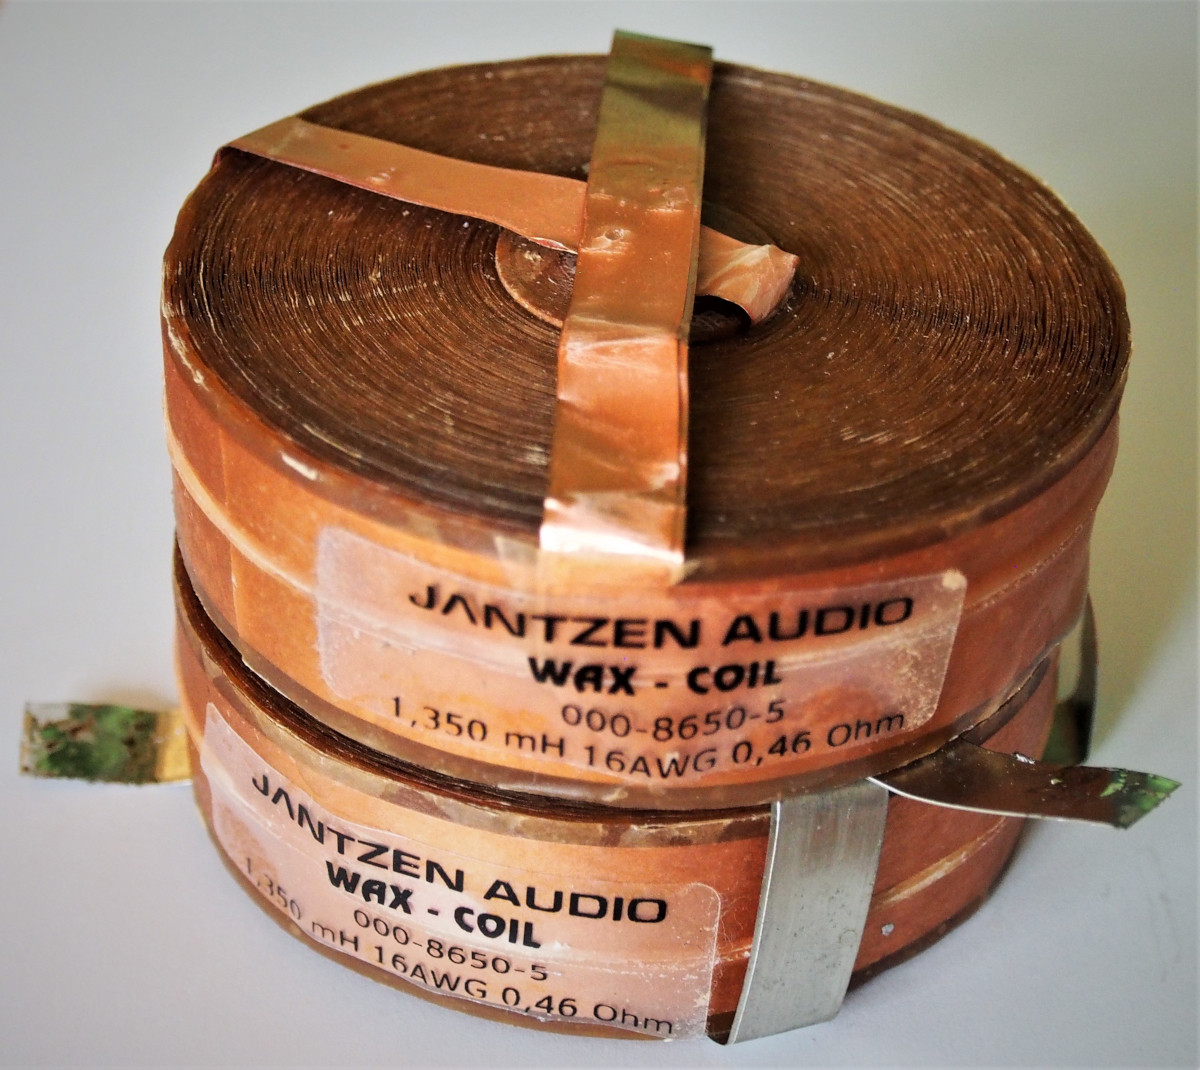 JANTZEN AUDIO
WAX - COIL
000-8650-5
1,350 mH 16AWG 0,46 Ohm
JANTZEN AUDIO
WAX - COIL
000-8650-5
1,350 mH 16AWG 0,46 Ohm